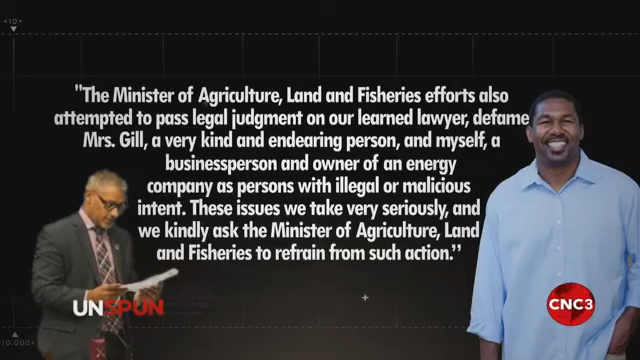 <10>
"The Minister of Agriculture, Land and Fisheries efforts also
attempted to pass legal judgment on our learned lawyer, defame
Mrs. Gill, a very kind and endearing person, and myself, a
businessperson and owner of an energy
company as persons with illegal or malicious
intent. These issues we take very seriously, and
we kindly ask the Minister of Agriculture, Land
and Fisheries to refrain from such action.”
UNSPUN
CNC3